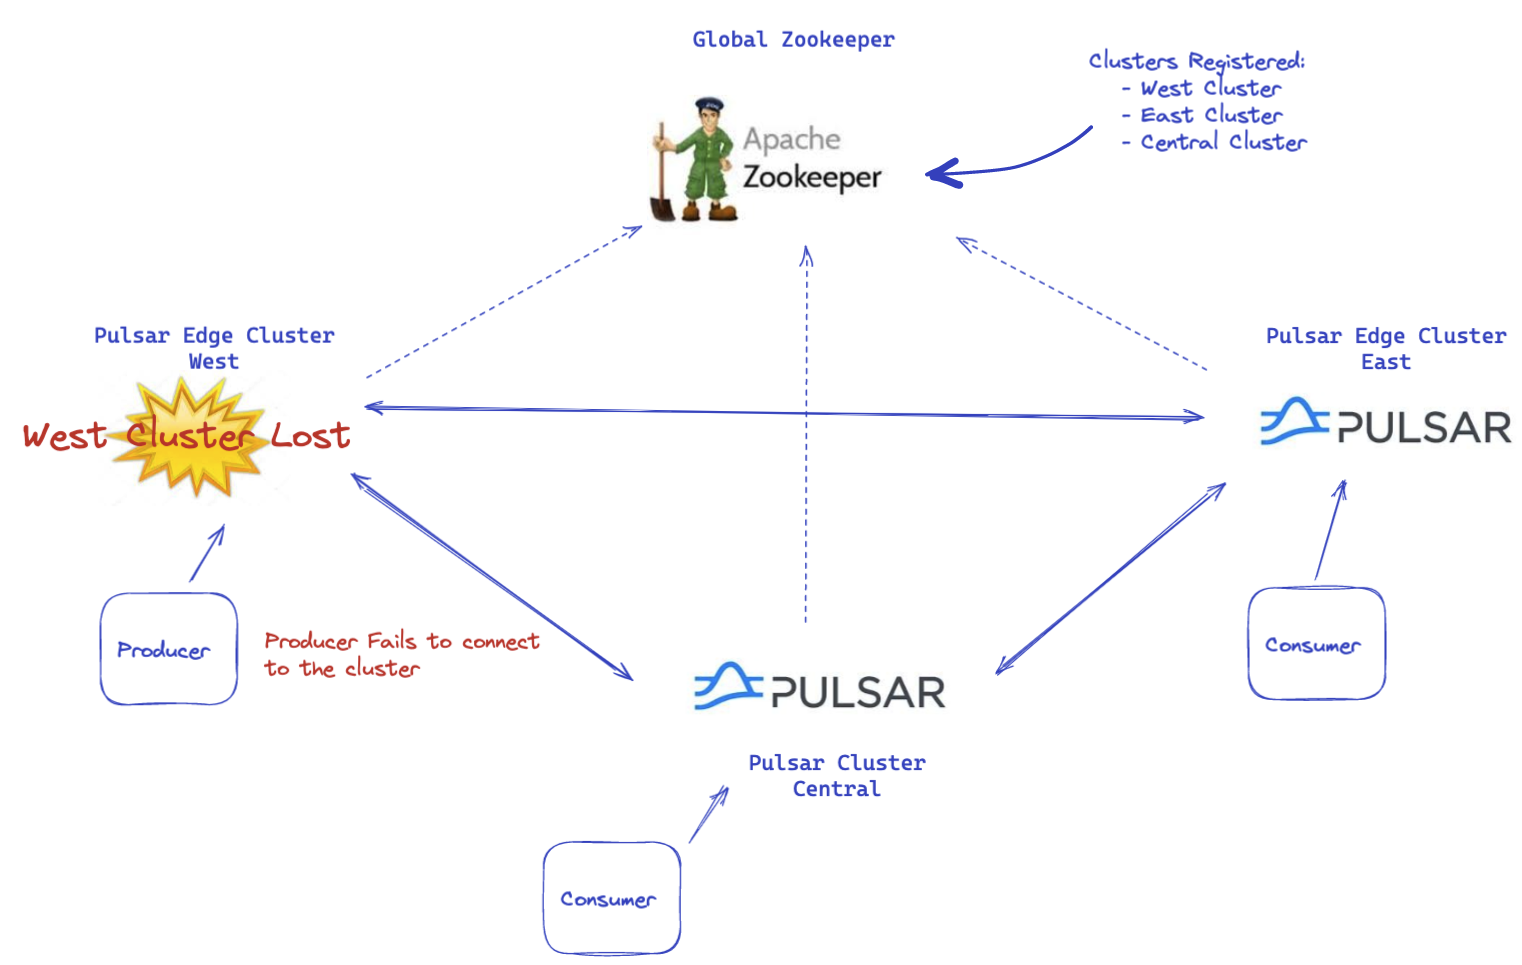 Global Zookeeper
Clusters Registered:
- West Cluster
- East Cluster
- Central Cluster
Apache
Zookeeper
Pulsar Edge Cluster
West
West Cluster Lost
Pulsar Edge Cluster
East
PULSAR
Producer
Producer Fails to connect
to the cluster
Consumer
PULSAR
Pulsar Cluster
Central
Consumer